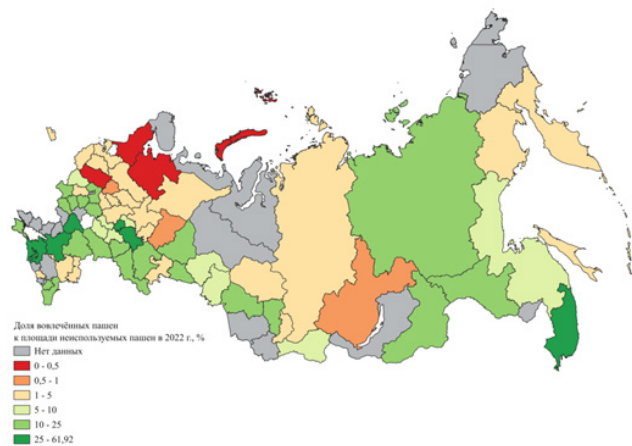 Доля вовлечённых пашен
к площади неиспользуемых пашен в 2022 г., %
Нет данных
0 - 0,5
0,5 - 1
1 - 5
5 - 10
10 - 25
25 - 61,92